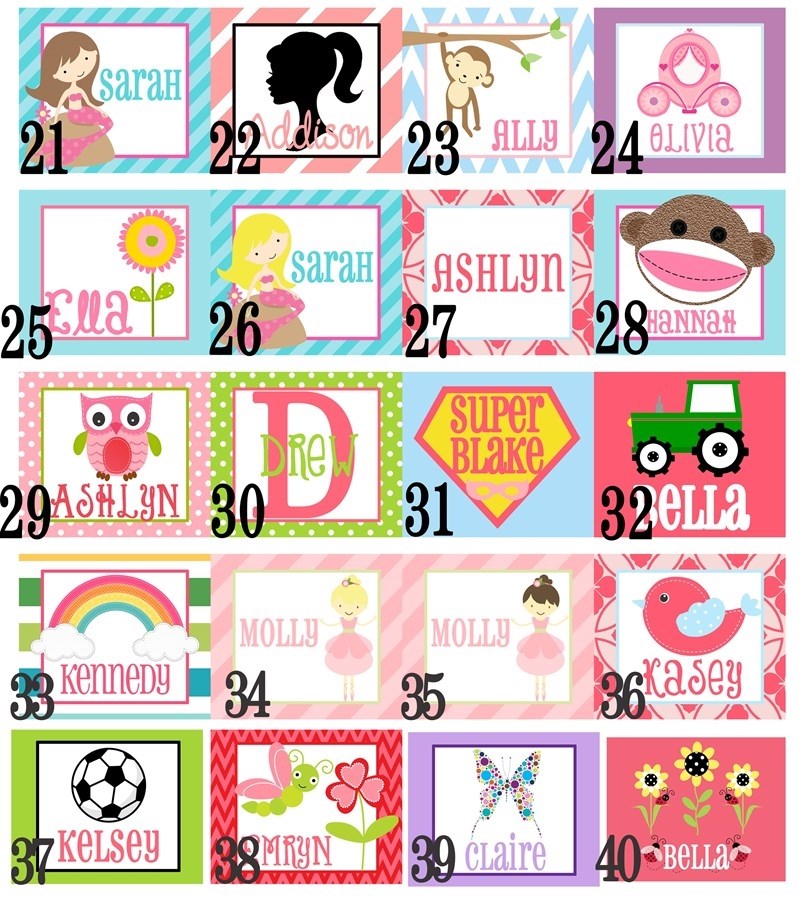 SARAH
21
Addison
22
ALLY
23
OLIVIA
24
Ella
25
SARAH
26
ASHLYN
27
HANNAH
28
ASHLYN
29
D
DREW
30
SUPER
BLAKE
31
BELLA
32
KENNEDY
33
MOLLY
34
MOLLY
35
KASEY
36
KELSEY
37
EMRYN
38
claire
39
BELLA
40